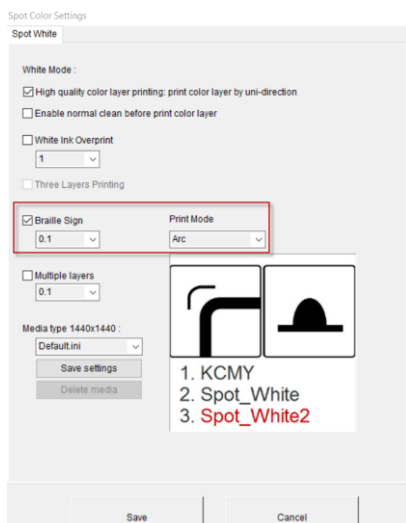 Spot Color Settings
Spot White
White Mode :
High quality color layer printing: print color layer by uni-direction
Enable normal clean before print color layer
White Ink Overprint
1
Three Layers Printing
Braille Sign Print Mode
0.1 Arc
Multiple layers
0.1
Media type 1440x1440 :
Default.ini
Save settings
Delete media
1. KCMY
2. Spot_White
3. Spot_White2
Save Cancel